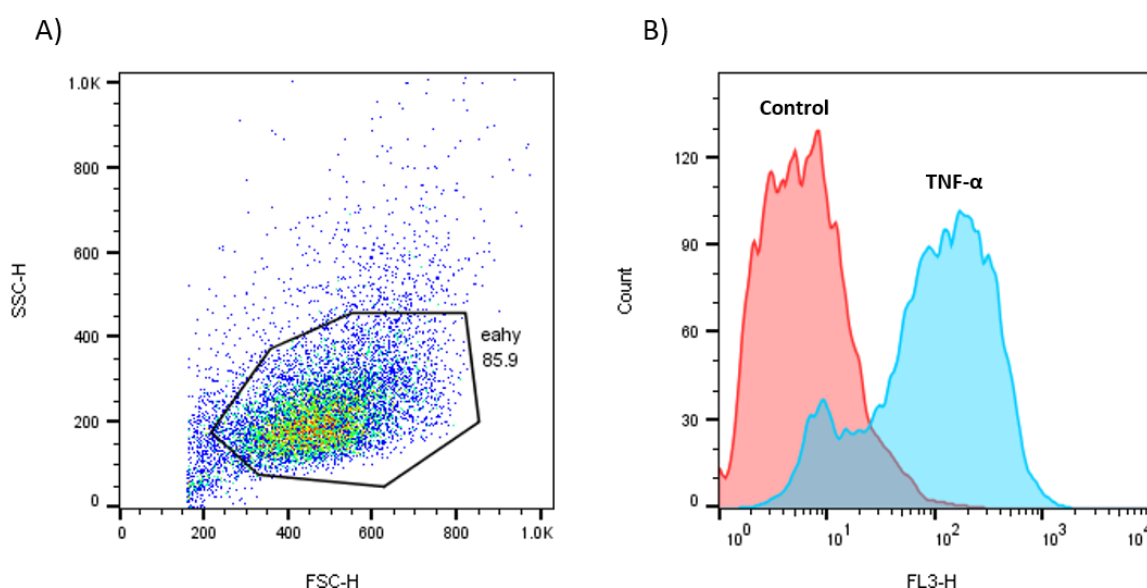 A)
1.0K
800
600
400
200
0
SSC-H
eahy
85.9
0 200 400 600 800 1.0K
FSC-H
B)
Control
TNF-α
120
90
60
30
0
Count
10⁰ 10¹ 10² 10³ 10⁴
FL3-H